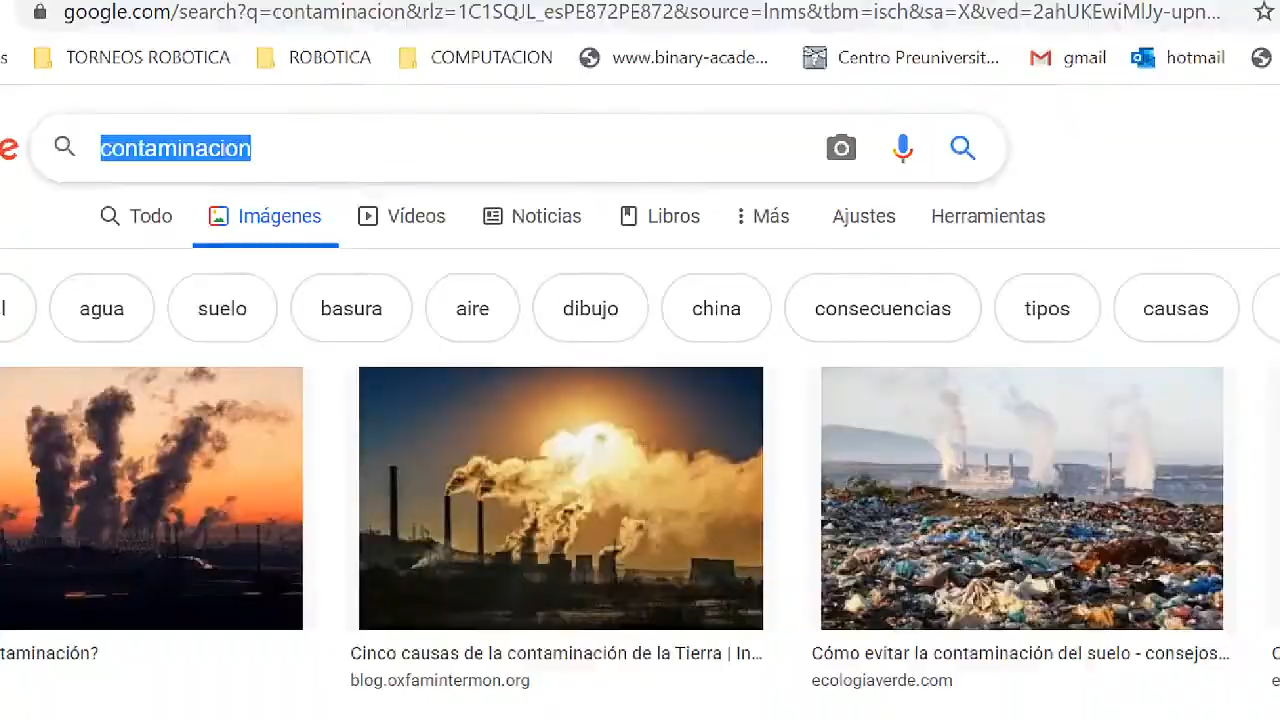 google.com/search?q=contaminacion&rlz=1C1SQJL_esPE872PE872&source=lnms&tbm=isch&sa=X&ved=2ahUKEwiMlJy-upn...
s TORNEOS ROBOTICA ROBOTICA COMPUTACION www.binary-acade... Centro Preuniversit... gmail hotmail
e contaminacion
Todo Imágenes Vídeos Noticias Libros Más Ajustes Herramientas
l agua suelo basura aire dibujo china consecuencias tipos causas
taminación? Cinco causas de la contaminación de la Tierra | In... Cómo evitar la contaminación del suelo - consejos... C
blog.oxfamintermon.org ecologiaverde.com e